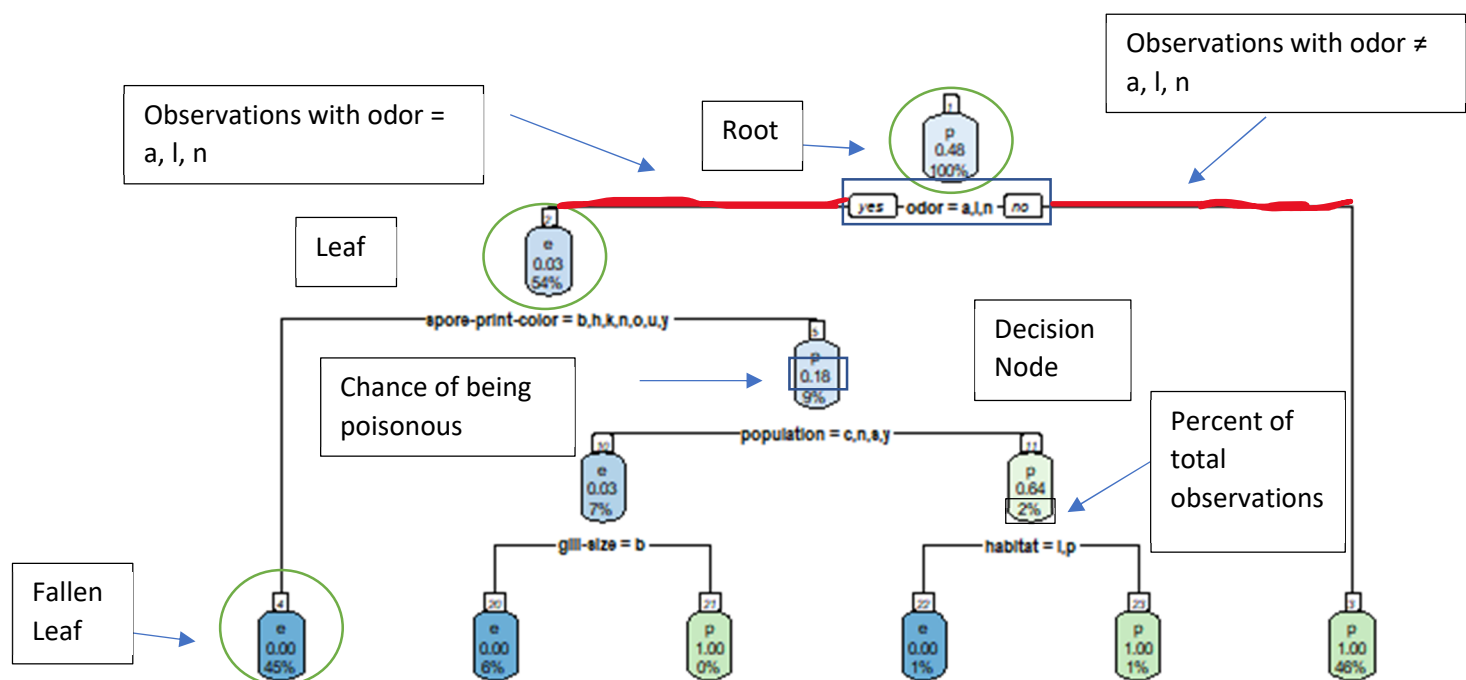 Observations with odor ≠
a, l, n
Observations with odor =
a, l, n
Root
1
p
0.48
100%
yes odor = a,l,n no
Leaf
2
e
0.03
54%
spore-print-color = b,h,k,n,o,u,y
5
p
0.18
9%
Decision
Node
Chance of being
poisonous
Percent of
total
observations
population = c,n,s,y
10
e
0.03
7%
11
p
0.64
2%
gill-size = b
habitat = l,p
Fallen
Leaf
4
e
0.00
45%
20
e
0.00
6%
21
p
1.00
0%
22
e
0.00
1%
23
p
1.00
1%
3
p
1.00
46%